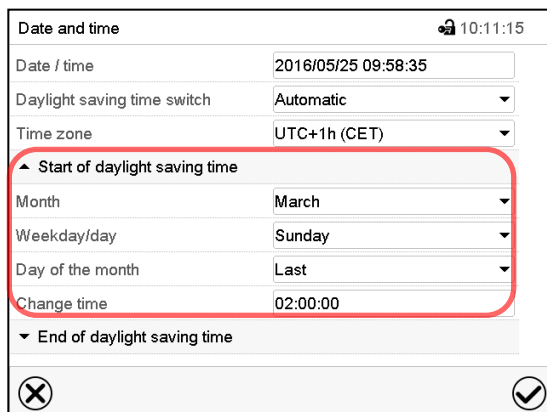 Date and time 10:11:15
Date / time 2016/05/25 09:58:35
Daylight saving time switch Automatic
Time zone UTC+1h (CET)
Start of daylight saving time
Month March
Weekday/day Sunday
Day of the month Last
Change time 02:00:00
End of daylight saving time